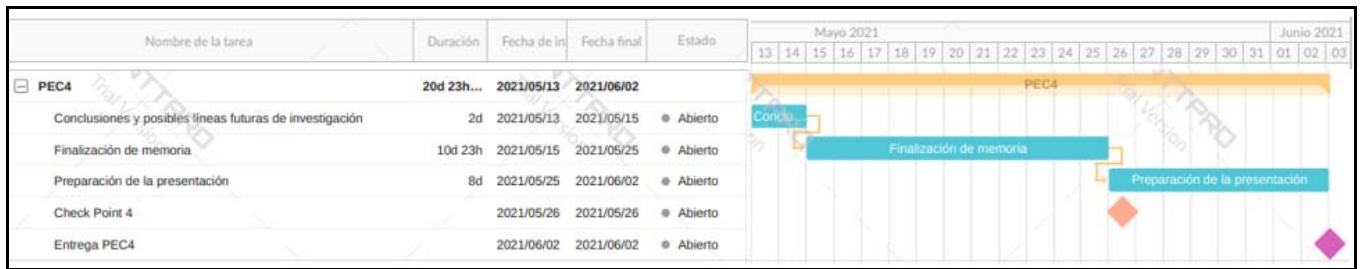 Nombre de la tarea Duración Fecha de in Fecha final Estado Mayo 2021 Junio 2021
13 14 15 16 17 18 19 20 21 22 23 24 25 26 27 28 29 30 31 01 02 03
PEC4 20d 23h... 2021/05/13 2021/06/02 PEC4
Conclusiones y posibles líneas futuras de investigación 2d 2021/05/13 2021/05/15 Abierto Conclu...
Finalización de memoria 10d 23h 2021/05/15 2021/05/25 Abierto Finalización de memoria
Preparación de la presentación 8d 2021/05/25 2021/06/02 Abierto Preparación de la presentación
Check Point 4 2021/05/26 2021/05/26 Abierto
Entrega PEC4 2021/06/02 2021/06/02 Abierto
Trial Version
Trial Version